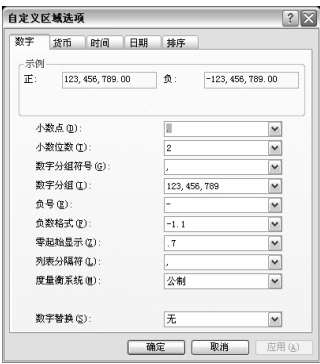 自定义区域选项
数字 货币 时间 日期 排序
示例
正: 123,456,789.00 负: -123,456,789.00
小数点(D):
小数位数(T): 2
数字分组符号(G): ,
数字分组(I): 123,456,789
负号(E): -
负数格式(F): -1.1
零起始显示(Z): .7
列表分隔符(L): ,
度量衡系统(M): 公制
数字替换(S): 无
确定 取消 应用(A)